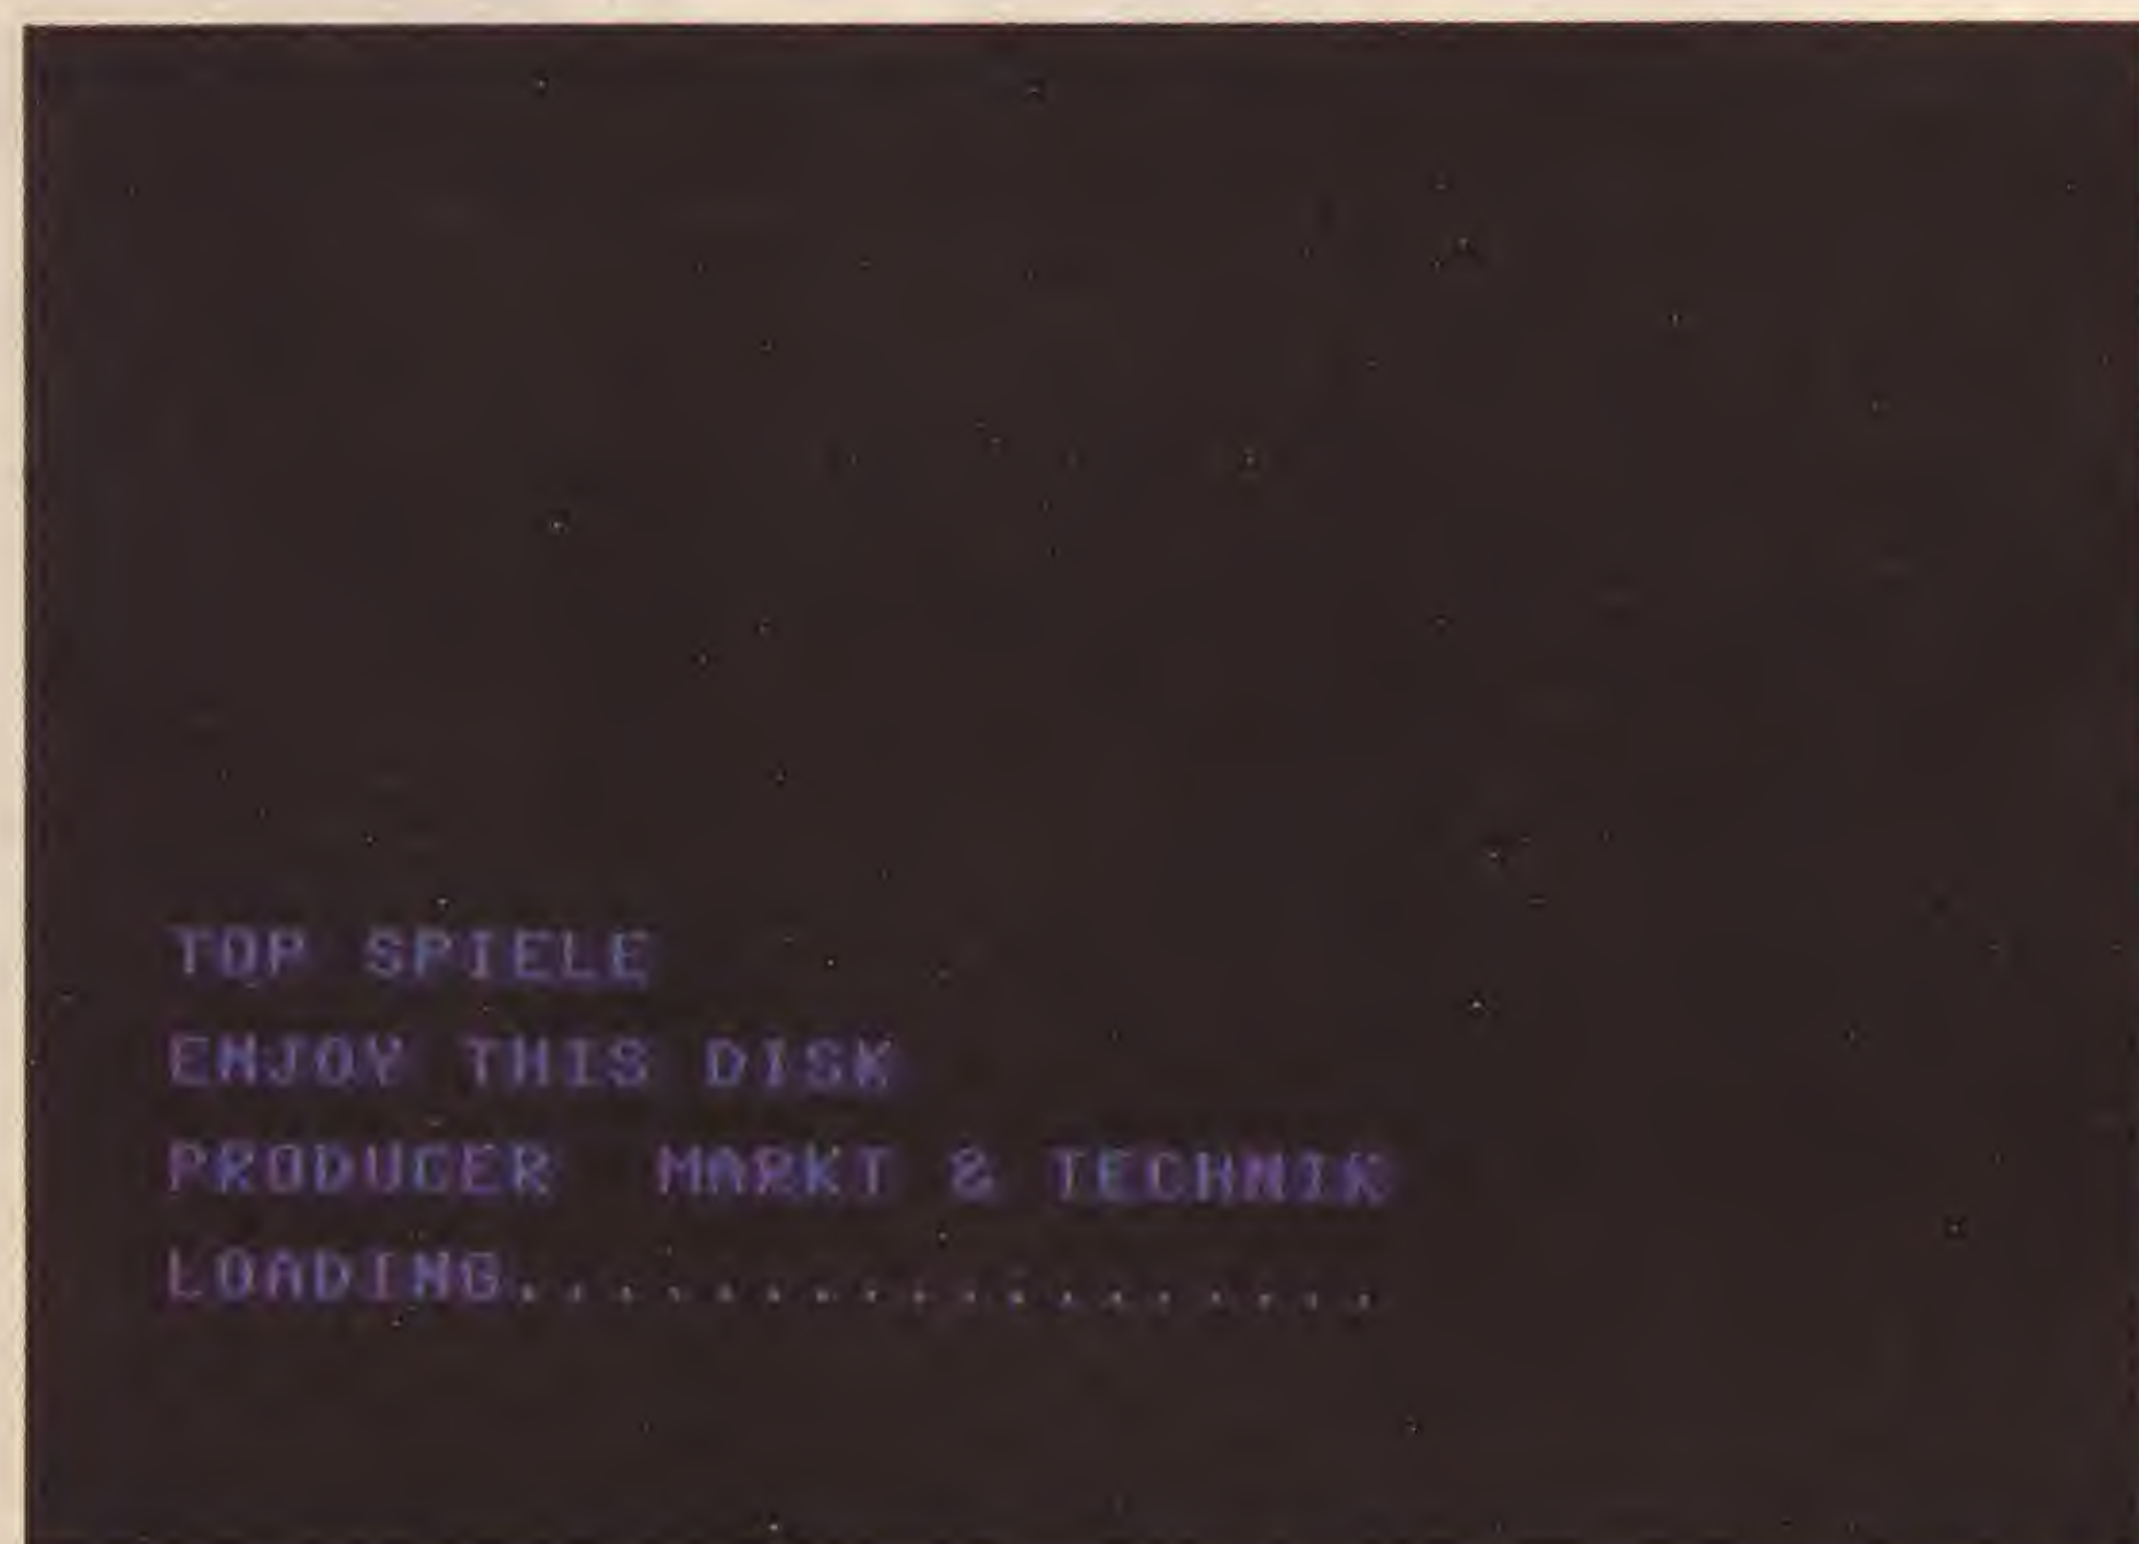 TOP SPIELE
ENJOY THIS DISK
PRODUCER  MARKT & TECHNIK
LOADING..................